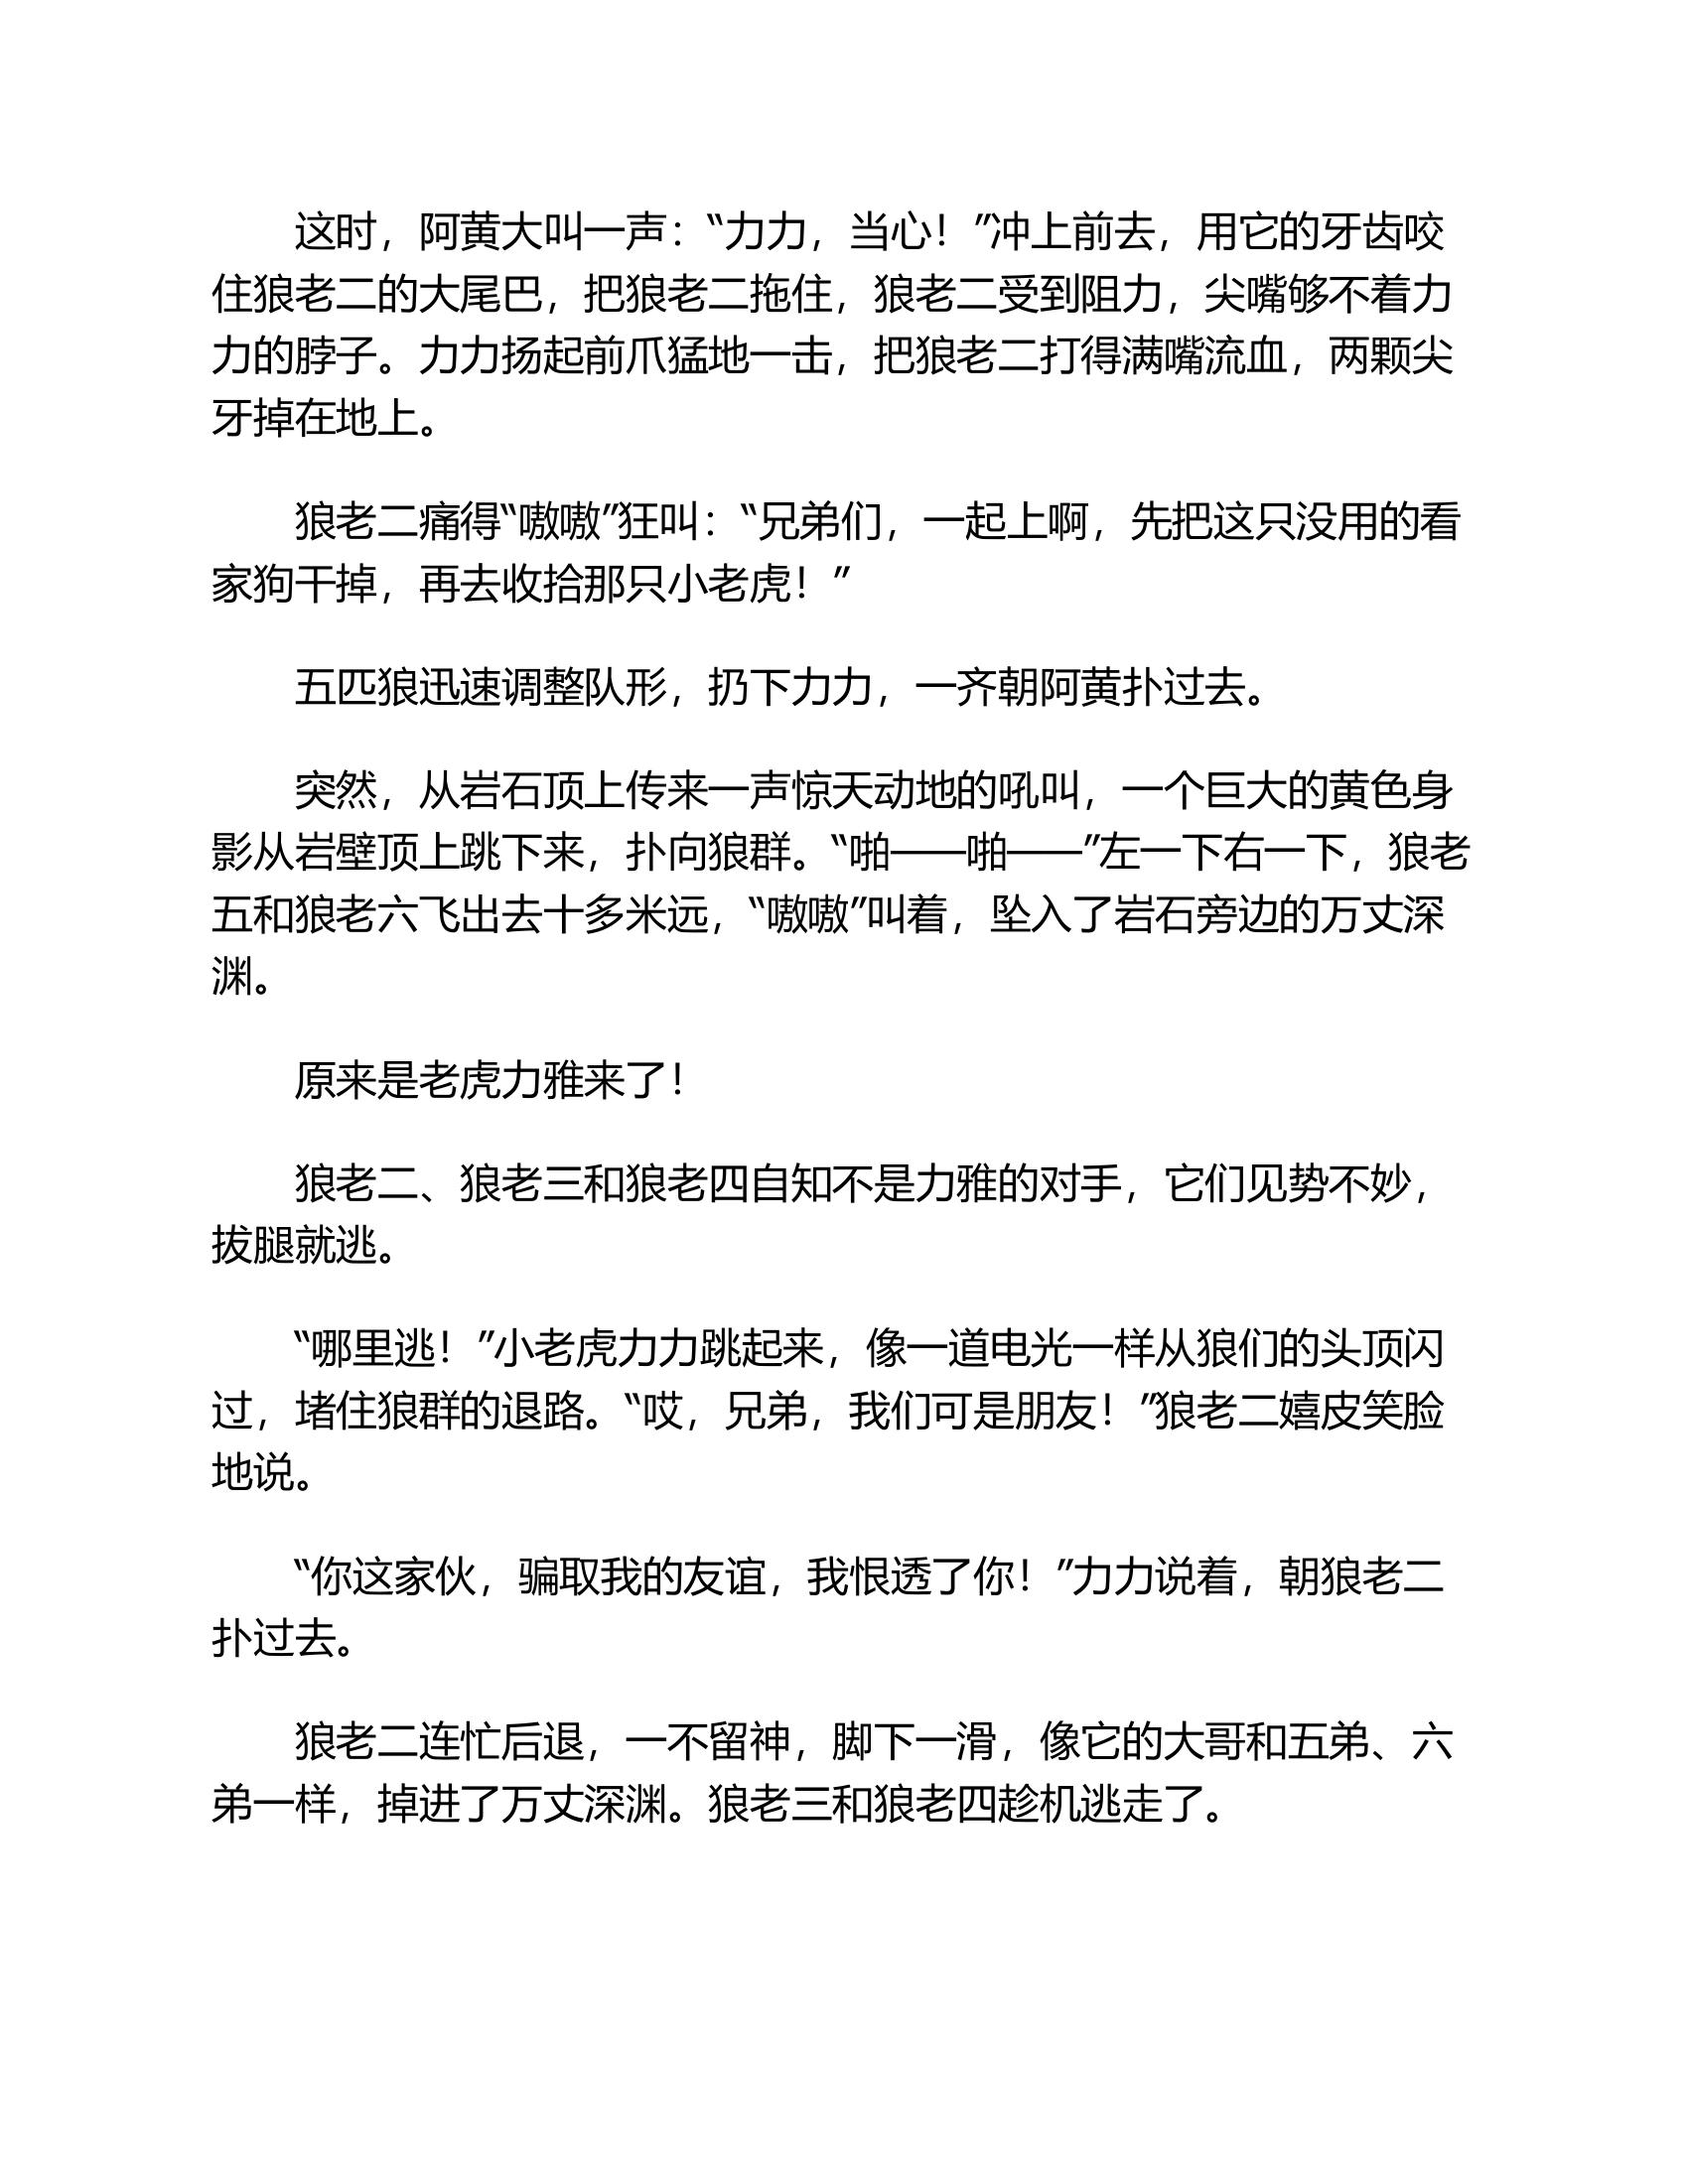 这时，阿黄大叫一声：“力力，当心！”冲上前去，用它的牙齿咬
住狼老二的大尾巴，把狼老二拖住，狼老二受到阻力，尖嘴够不着力
力的脖子。力力扬起前爪猛地一击，把狼老二打得满嘴流血，两颗尖
牙掉在地上。
狼老二痛得“嗷嗷”狂叫：“兄弟们，一起上啊，先把这只没用的看
家狗干掉，再去收拾那只小老虎！”
五匹狼迅速调整队形，扔下力力，一齐朝阿黄扑过去。
突然，从岩石顶上传来一声惊天动地的吼叫，一个巨大的黄色身
影从岩壁顶上跳下来，扑向狼群。“啪——啪——”左一下右一下，狼老
五和狼老六飞出去十多米远，“嗷嗷”叫着，坠入了岩石旁边的万丈深
渊。
原来是老虎力雅来了！
狼老二、狼老三和狼老四自知不是力雅的对手，它们见势不妙，
拔腿就逃。
“哪里逃！”小老虎力力跳起来，像一道电光一样从狼们的头顶闪
过，堵住狼群的退路。“哎，兄弟，我们可是朋友！”狼老二嬉皮笑脸
地说。
“你这家伙，骗取我的友谊，我恨透了你！”力力说着，朝狼老二
扑过去。
狼老二连忙后退，一不留神，脚下一滑，像它的大哥和五弟、六
弟一样，掉进了万丈深渊。狼老三和狼老四趁机逃走了。